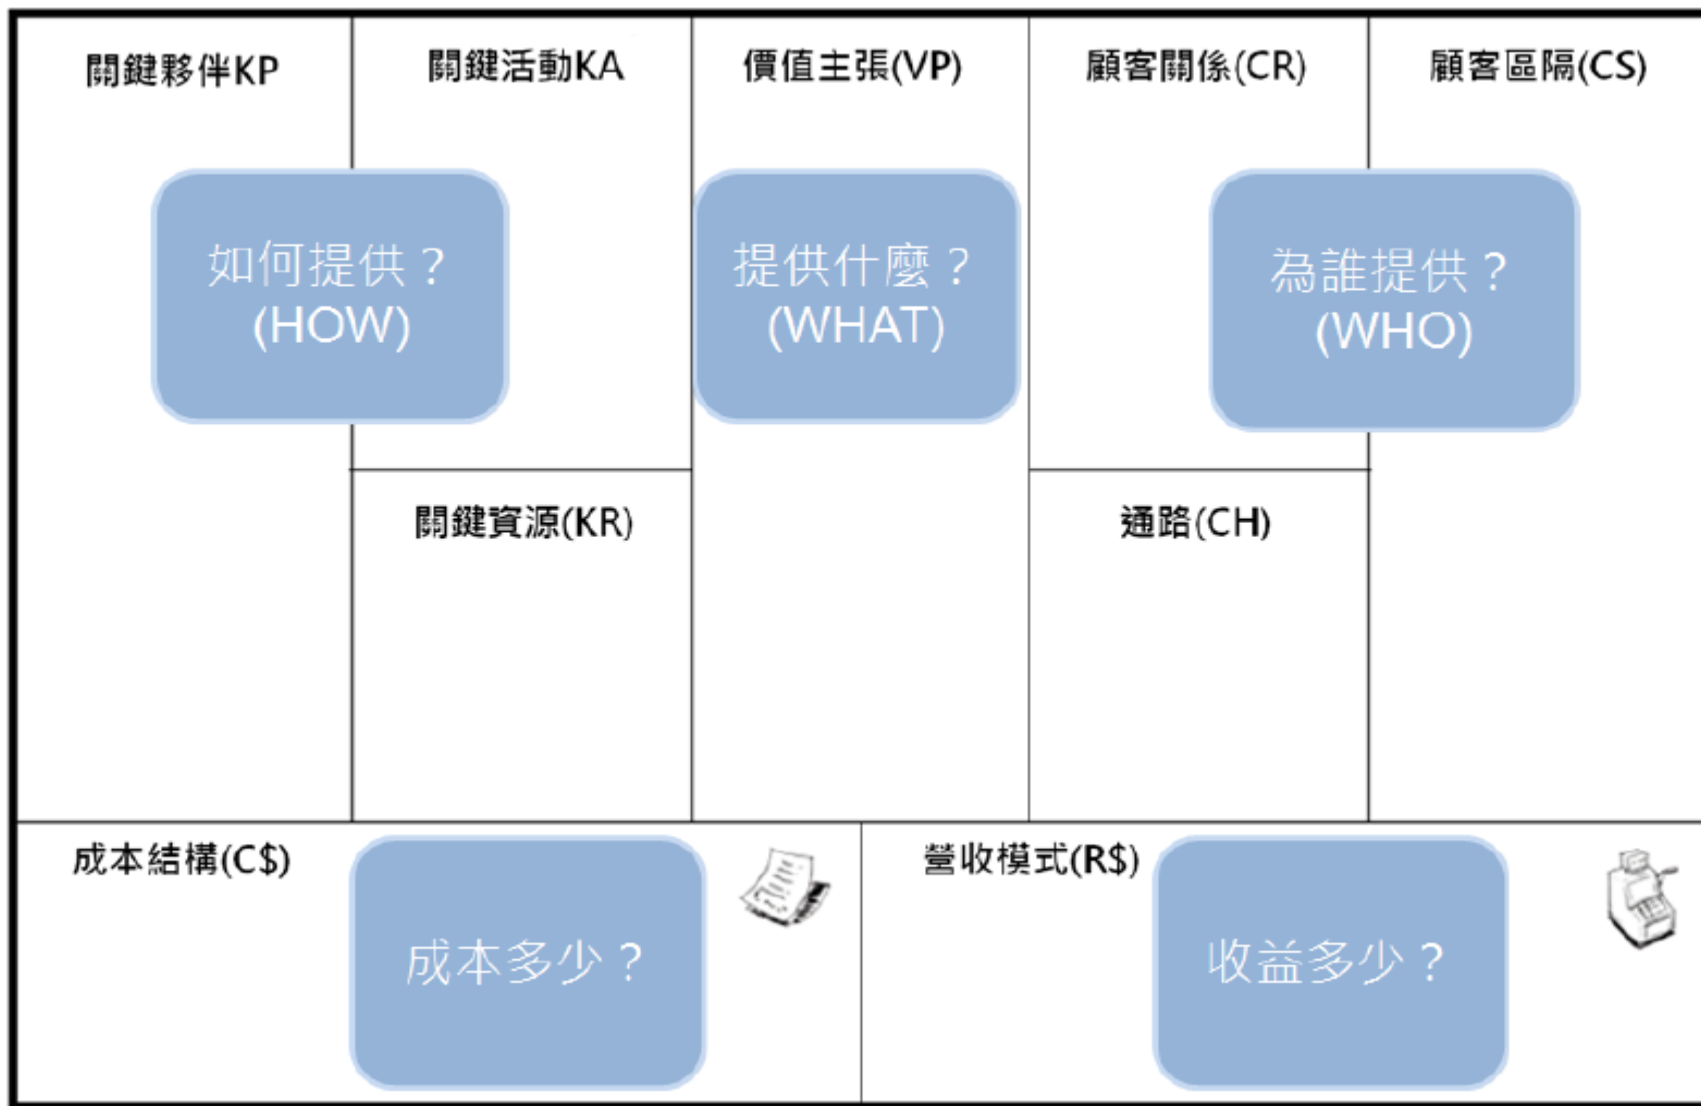 關鍵夥伴KP
關鍵活動KA
價值主張(VP)
顧客關係(CR)
顧客區隔(CS)
如何提供？
(HOW)
提供什麼？
(WHAT)
為誰提供？
(WHO)
關鍵資源(KR)
通路(CH)
成本結構(C$)
成本多少？
營收模式(R$)
收益多少？